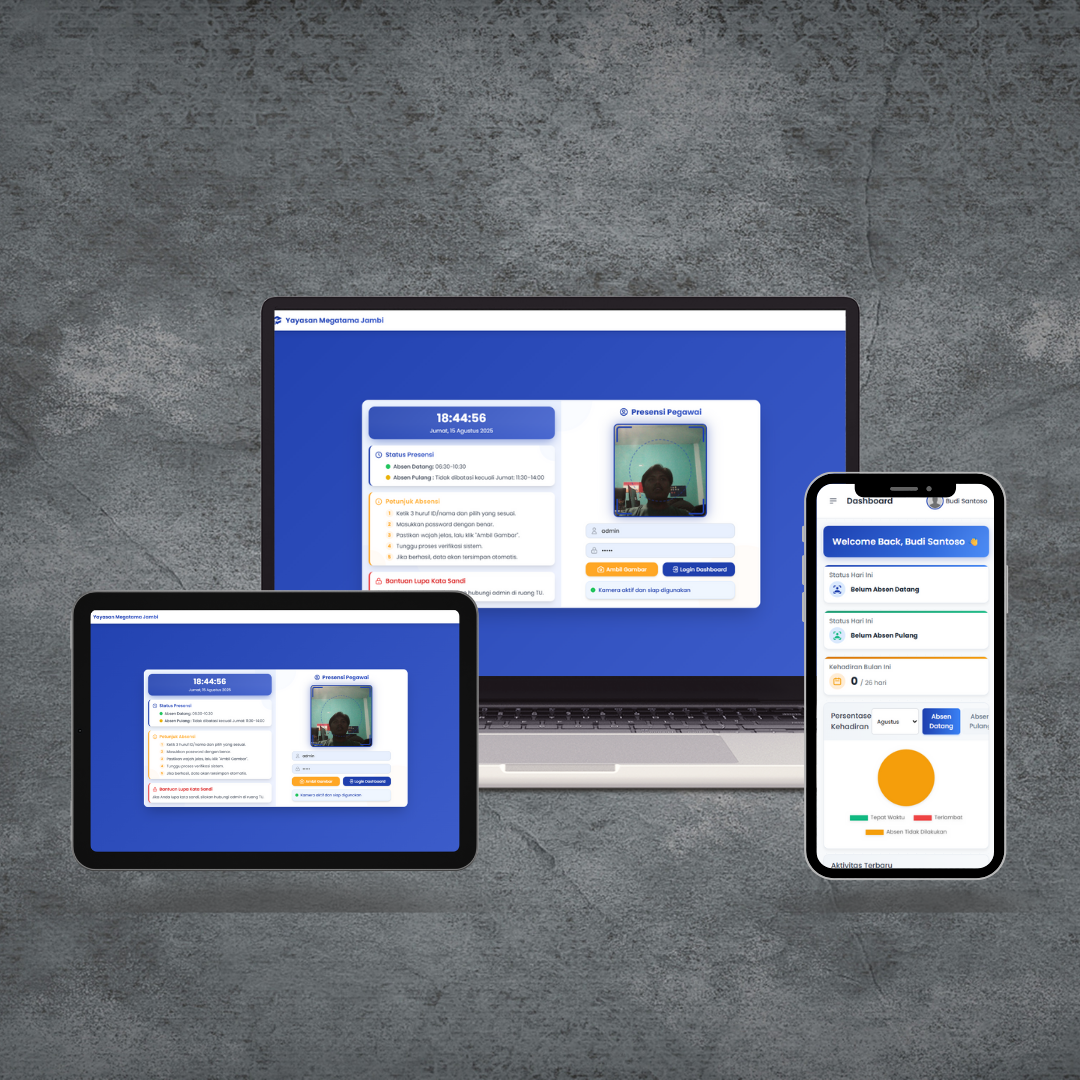 Yayasan Megatama Jambi
18:44:56
Jumat, 15 Agustus 2025
Status Presensi
Absen Datang: 06:30-10:30
Absen Pulang : Tidak dibatasi kecuali Jumat: 11:30-14:00
Petunjuk Absensi
1 Ketik 3 huruf ID/nama dan pilih yang sesuai.
2 Masukkan password dengan benar.
3 Pastikan wajah jelas, lalu klik "Ambil Gambar".
4 Tunggu proses verifikasi sistem.
5 Jika berhasil, data akan tersimpan otomatis.
Bantuan Lupa Kata Sandi
hubungi admin di ruang TU.
Presensi Pegawai
admin
•••••
Ambil Gambar
Login Dashboard
Kamera aktif dan siap digunakan
Yayasan Megatama Jambi
18:44:56
Jumat, 15 Agustus 2025
Status Presensi
Absen Datang: 06:30-10:30
Absen Pulang : Tidak dibatasi kecuali Jumat: 11:30-14:00
Petunjuk Absensi
1 Ketik 3 huruf ID/nama dan pilih yang sesuai.
2 Masukkan password dengan benar.
3 Pastikan wajah jelas, lalu klik "Ambil Gambar".
4 Tunggu proses verifikasi sistem.
5 Jika berhasil, data akan tersimpan otomatis.
Bantuan Lupa Kata Sandi
Jika Anda lupa kata sandi, silakan hubungi admin di ruang TU.
Presensi Pegawai
admin
•••••
Ambil Gambar
Login Dashboard
Kamera aktif dan siap digunakan
Dashboard
Budi Santoso
Welcome Back, Budi Santoso 👋
Status Hari Ini
Belum Absen Datang
Status Hari Ini
Belum Absen Pulang
Kehadiran Bulan Ini
0 / 26 hari
Persentase
Kehadiran
Agustus
Absen
Datang
Absen
Pulang
Tepat Waktu
Terlambat
Absen Tidak Dilakukan
Aktivitas Terbaru